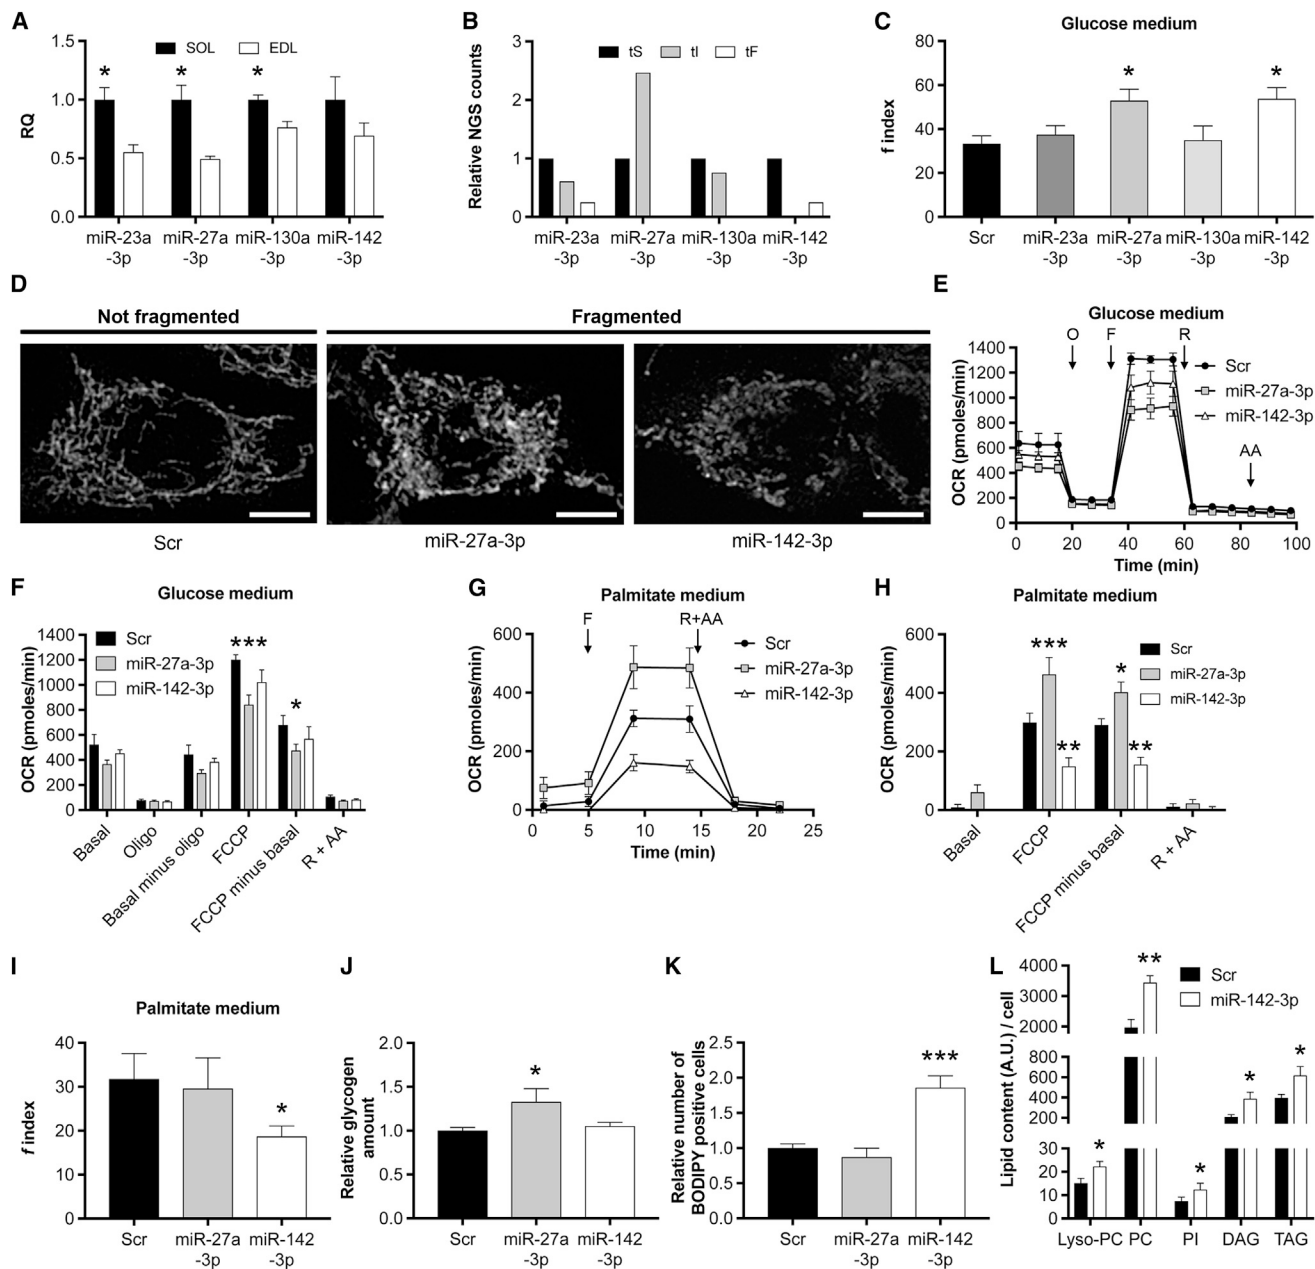 A
1.5
1.0
0.5
0.0
RQ
SOL
EDL
*
*
*
miR-23a
-3p
miR-27a
-3p
miR-130a
-3p
miR-142
-3p
B
3
2
1
0
Relative NGS counts
tS
tI
tF
miR-23a
-3p
miR-27a
-3p
miR-130a
-3p
miR-142
-3p
C
Glucose medium
80
60
40
20
0
f index
*
*
Scr
miR-23a
-3p
miR-27a
-3p
miR-130a
-3p
miR-142
-3p
D
Not fragmented
Fragmented
Scr
miR-27a-3p
miR-142-3p
E
Glucose medium
O
F
R
AA
1400
1200
1000
800
600
400
200
0
OCR (pmoles/min)
Scr
miR-27a-3p
miR-142-3p
0
20
40
60
80
100
Time (min)
F
Glucose medium
1400
1200
1000
800
600
400
200
0
OCR (pmoles/min)
Scr
miR-27a-3p
miR-142-3p
***
*
Basal
Oligo
Basal minus oligo
FCCP
FCCP minus basal
R + AA
G
Palmitate medium
F
R+AA
600
400
200
0
OCR (pmoles/min)
Scr
miR-27a-3p
miR-142-3p
0
5
10
15
20
25
Time (min)
H
Palmitate medium
600
400
200
0
OCR (pmoles/min)
Scr
miR-27a-3p
miR-142-3p
***
**
*
**
Basal
FCCP
FCCP minus basal
R + AA
I
Palmitate medium
40
30
20
10
0
f index
*
Scr
miR-27a
-3p
miR-142
-3p
J
2.0
1.5
1.0
0.5
0.0
Relative glycogen
amount
*
Scr
miR-27a
-3p
miR-142
-3p
K
2.5
2.0
1.5
1.0
0.5
0.0
Relative number of
BODIPY positive cells
***
Scr
miR-27a
-3p
miR-142
-3p
L
4000
3000
2000
800
600
400
200
30
20
10
0
Lipid content (A.U.) / cell
Scr
miR-142-3p
*
**
*
*
*
Lyso-PC
PC
PI
DAG
TAG